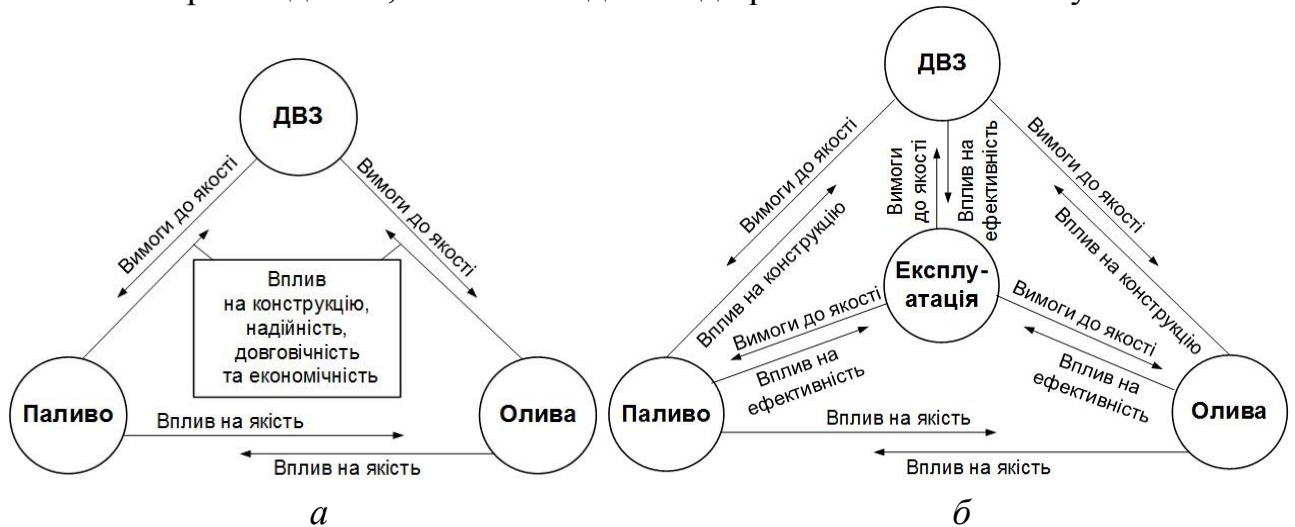 ДВЗ
Вимоги до якості
Вимоги до якості
Вплив
на конструкцію,
надійність,
довговічність
та економічність
Паливо
Олива
Вплив на якість
Вплив на якість
а
ДВЗ
Вимоги до якості
Вплив на конструкцію
Вимоги
до якості
Вплив на
ефективність
Вимоги до якості
Вплив на конструкцію
Експлу-
атація
Вимоги до якості
Вплив на
ефективність
Вимоги до якості
Вплив на
ефективність
Паливо
Олива
Вплив на якість
Вплив на якість
б